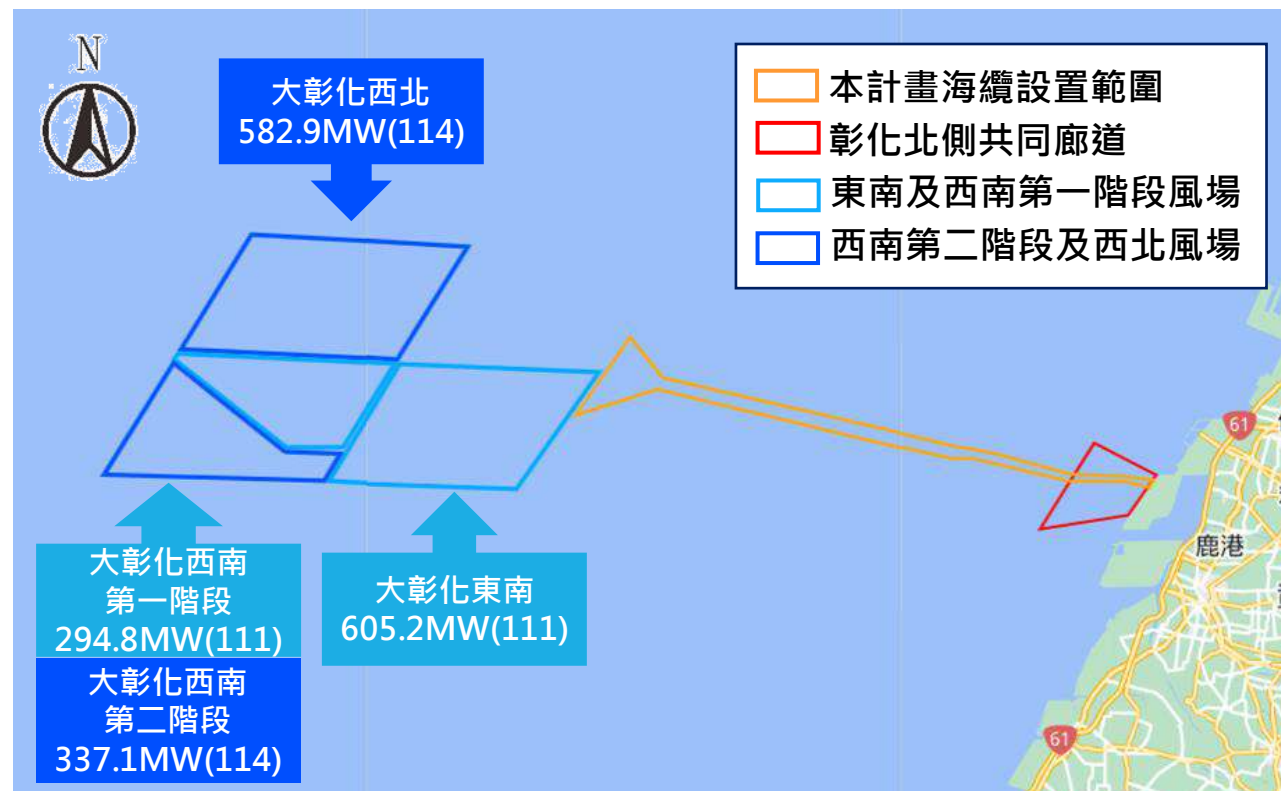 N
大彰化西北
582.9MW(114)
本計畫海纜設置範圍
彰化北側共同廊道
東南及西南第一階段風場
西南第二階段及西北風場
61
鹿港
大彰化西南
第一階段
294.8MW(111)
大彰化東南
605.2MW(111)
大彰化西南
第二階段
337.1MW(114)
61